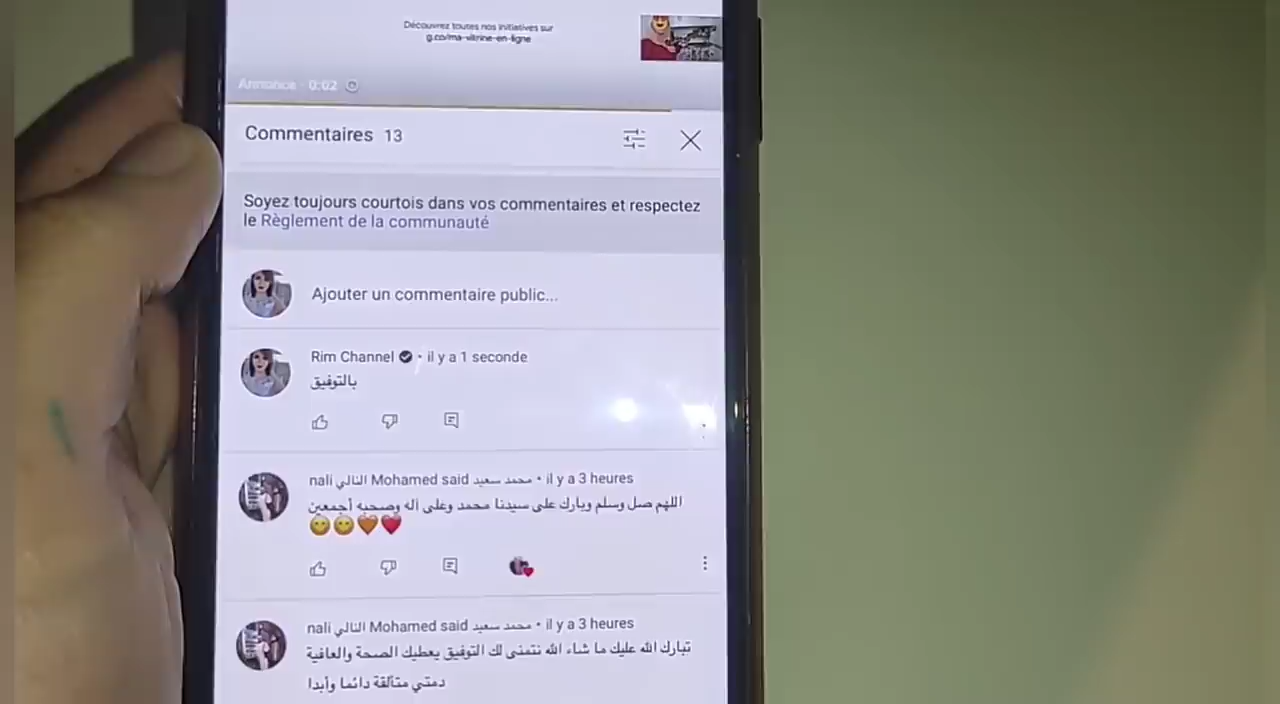 Découvrez toutes nos initiatives sur
g.co/ma-vitrine-en-ligne
Annonce · 0:02
Commentaires 13
Soyez toujours courtois dans vos commentaires et respectez
le Règlement de la communauté
Ajouter un commentaire public...
Rim Channel • il y a 1 seconde
بالتوفيق
nali النالي Mohamed said محمد سعيد • il y a 3 heures
اللهم صل وسلم وبارك على سيدنا محمد وعلى آله وصحبه أجمعين
😊😊🧡❤️
nali النالي Mohamed said محمد سعيد • il y a 3 heures
تبارك الله عليك ما شاء الله نتمنى لك التوفيق يعطيك الصحة والعافية
دمتي متألقة دائما وأبدا